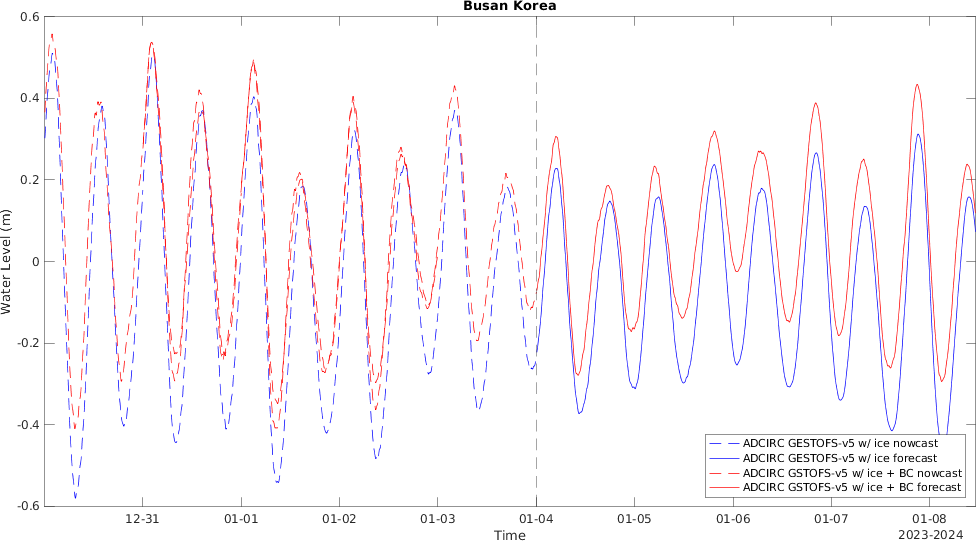 Busan Korea
0.6
0.4
0.2
0
-0.2
-0.4
-0.6
Water Level (m)
12-31
01-01
01-02
01-03
01-04
01-05
01-06
01-07
01-08
Time
2023-2024
ADCIRC GESTOFS-v5 w/ ice nowcast
ADCIRC GESTOFS-v5 w/ ice forecast
ADCIRC GSTOFS-v5 w/ ice + BC nowcast
ADCIRC GSTOFS-v5 w/ ice + BC forecast